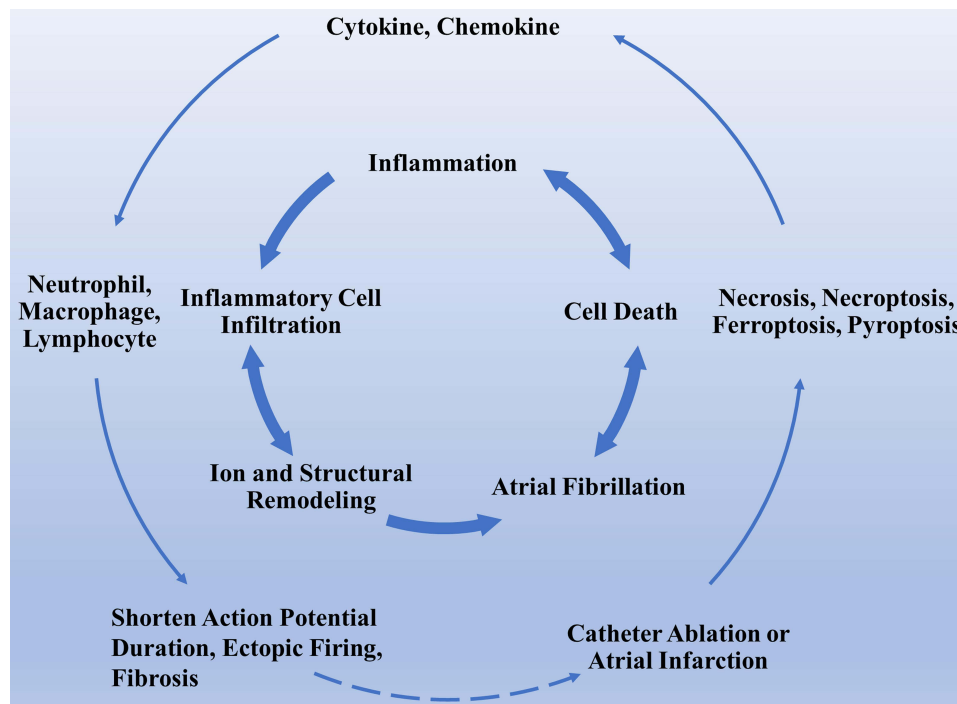 Cytokine, Chemokine
Inflammation
Neutrophil,
Macrophage,
Lymphocyte
Inflammatory Cell
Infiltration
Cell Death
Necrosis, Necroptosis,
Ferroptosis, Pyroptosis
Ion and Structural
Remodeling
Atrial Fibrillation
Shorten Action Potential
Duration, Ectopic Firing,
Fibrosis
Catheter Ablation or
Atrial Infarction